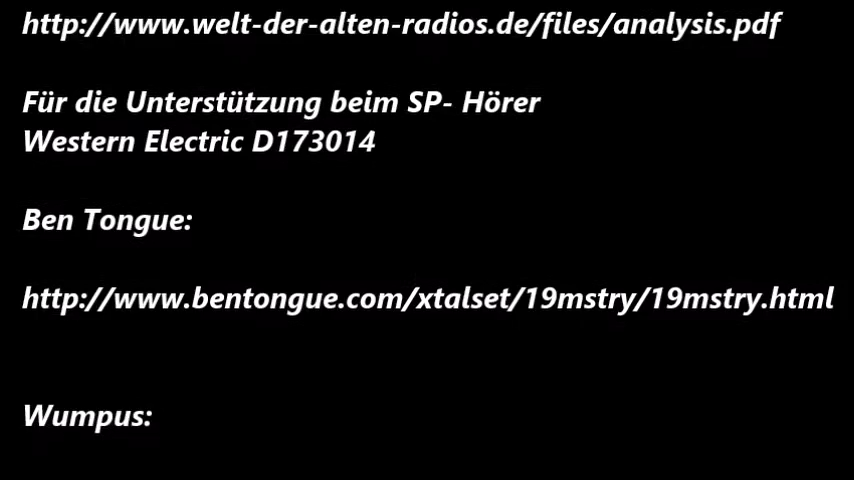 http://www.welt-der-alten-radios.de/files/analysis.pdf
Für die Unterstützung beim SP- Hörer
Western Electric D173014
Ben Tongue:
http://www.bentongue.com/xtalset/19mstry/19mstry.html
Wumpus: